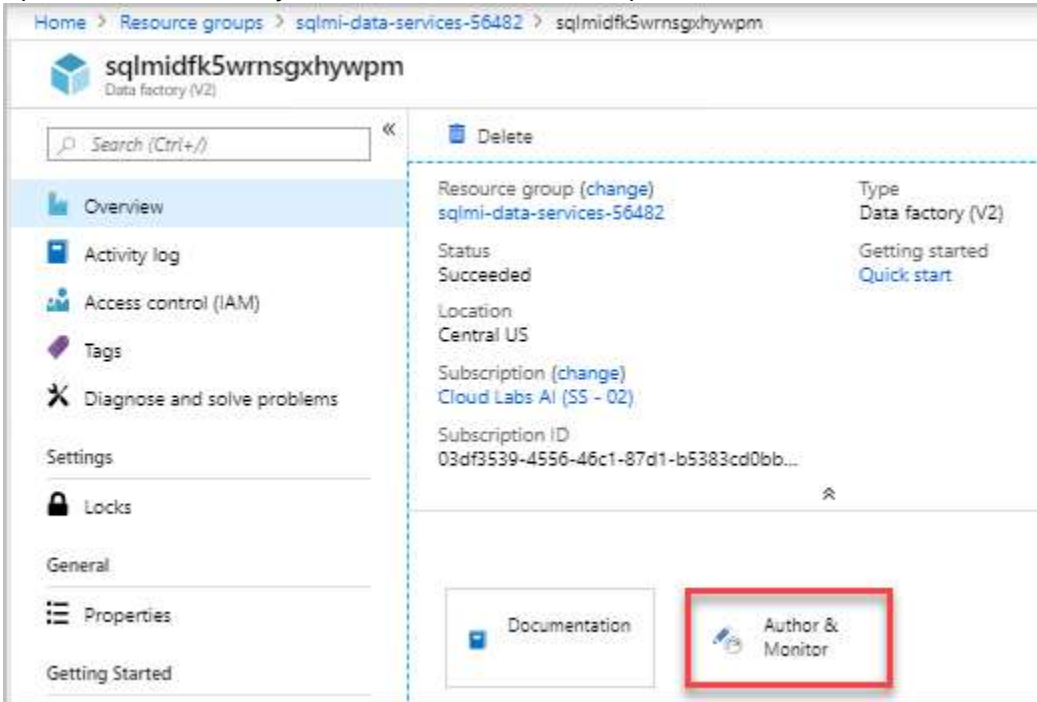 Home > Resource groups > sqlmi-data-services-56482 > sqlmidfk5wrnsgxhywpm
sqlmidfk5wrnsgxhywpm
Data factory (V2)
Search (Ctrl+/)
«
Overview
Activity log
Access control (IAM)
Tags
Diagnose and solve problems
Settings
Locks
General
Properties
Getting Started
Delete
Resource group (change)
sqlmi-data-services-56482
Status
Succeeded
Location
Central US
Subscription (change)
Cloud Labs AI (SS - 02)
Subscription ID
03df3539-4556-46c1-87d1-b5383cd0bb...
Type
Data factory (V2)
Getting started
Quick start
Documentation
Author &
Monitor